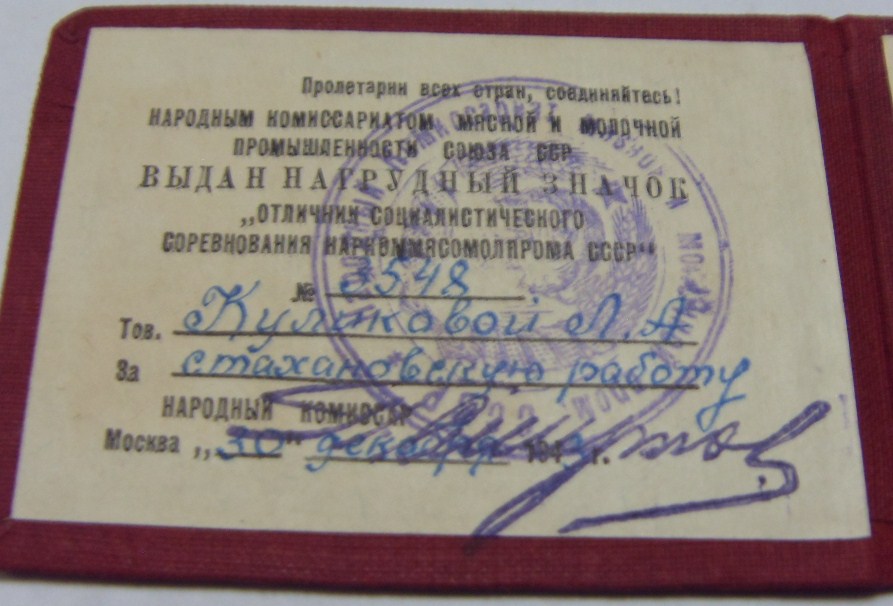 Пролетарии всех стран, соединяйтесь!
НАРОДНЫМ КОМИССАРИАТОМ МЯСНОЙ И МОЛОЧНОЙ
ПРОМЫШЛЕННОСТИ СОЮЗА ССР
ВЫДАН НАГРУДНЫЙ ЗНАЧОК
„ОТЛИЧНИК СОЦИАЛИСТИЧЕСКОГО
СОРЕВНОВАНИЯ НАРКОММЯСОМОЛПРОМА СССР"
№ 3548
Тов. Куликовой Л. А
За стахановскую работу
НАРОДНЫЙ КОМИССАР
Москва „30" декабря 1943 г.